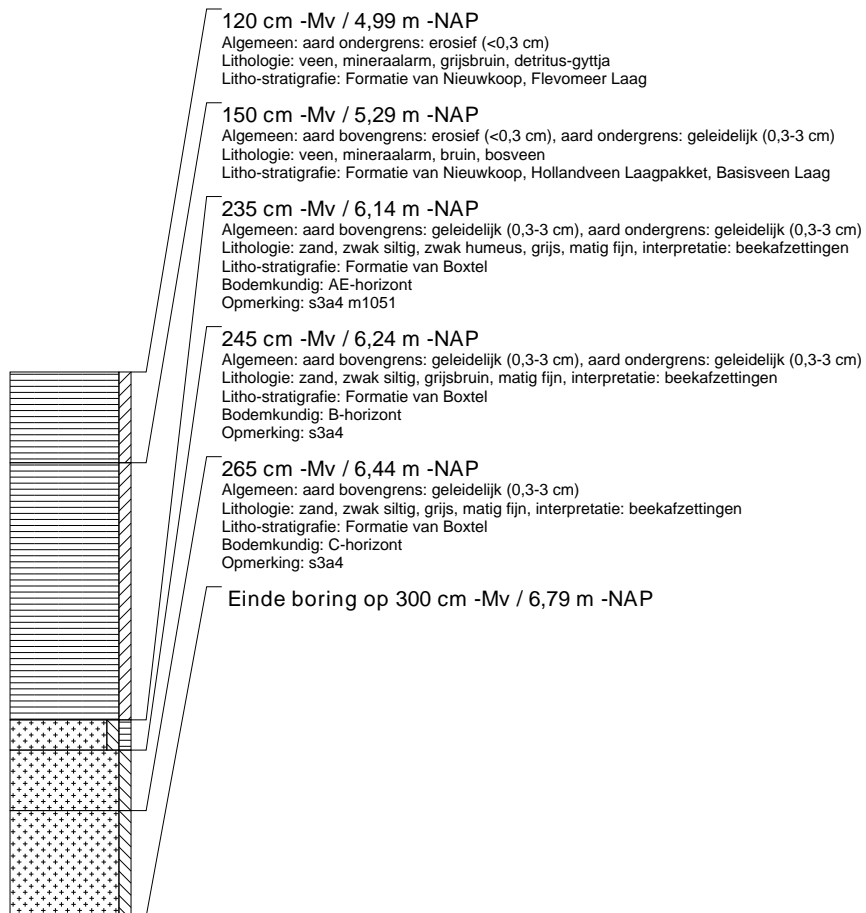 120 cm -Mv / 4,99 m -NAP
Algemeen: aard ondergrens: erosief (<0,3 cm)
Lithologie: veen, mineraalarm, grijsbruin, detritus-gyttja
Litho-stratigrafie: Formatie van Nieuwkoop, Flevomeer Laag
150 cm -Mv / 5,29 m -NAP
Algemeen: aard bovengrens: erosief (<0,3 cm), aard ondergrens: geleidelijk (0,3-3 cm)
Lithologie: veen, mineraalarm, bruin, bosveen
Litho-stratigrafie: Formatie van Nieuwkoop, Hollandveen Laagpakket, Basisveen Laag
235 cm -Mv / 6,14 m -NAP
Algemeen: aard bovengrens: geleidelijk (0,3-3 cm), aard ondergrens: geleidelijk (0,3-3 cm)
Lithologie: zand, zwak siltig, zwak humeus, grijs, matig fijn, interpretatie: beekafzettingen
Litho-stratigrafie: Formatie van Boxtel
Bodemkundig: AE-horizont
Opmerking: s3a4 m1051
245 cm -Mv / 6,24 m -NAP
Algemeen: aard bovengrens: geleidelijk (0,3-3 cm), aard ondergrens: geleidelijk (0,3-3 cm)
Lithologie: zand, zwak siltig, grijsbruin, matig fijn, interpretatie: beekafzettingen
Litho-stratigrafie: Formatie van Boxtel
Bodemkundig: B-horizont
Opmerking: s3a4
265 cm -Mv / 6,44 m -NAP
Algemeen: aard bovengrens: geleidelijk (0,3-3 cm)
Lithologie: zand, zwak siltig, grijs, matig fijn, interpretatie: beekafzettingen
Litho-stratigrafie: Formatie van Boxtel
Bodemkundig: C-horizont
Opmerking: s3a4
Einde boring op 300 cm -Mv / 6,79 m -NAP